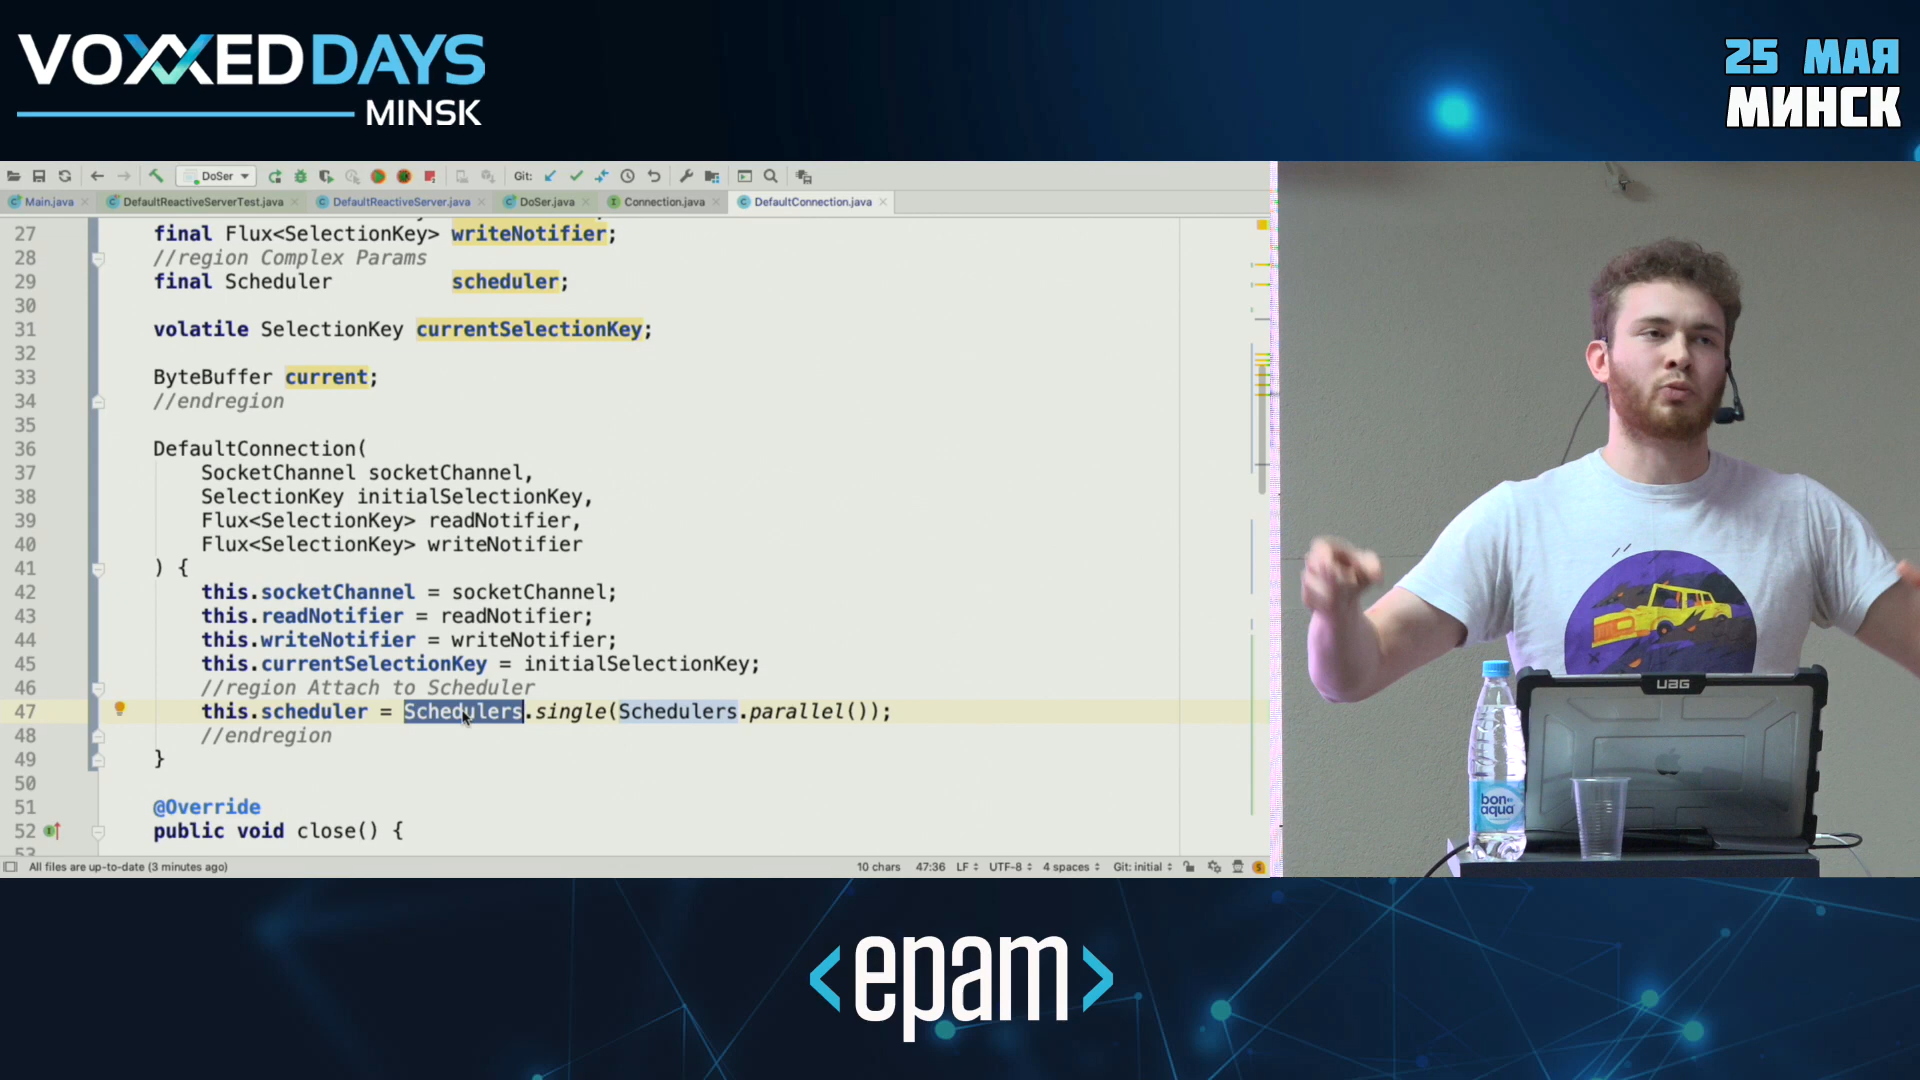 VOXXEDDAYS
MINSK
25 МАЯ
МИНСК
DoSer
Git:
Main.java
DefaultReactiveServerTest.java
DefaultReactiveServer.java
DoSer.java
Connection.java
DefaultConnection.java
27 final Flux<SelectionKey> writeNotifier;
28 //region Complex Params
29 final Scheduler scheduler;
30
31 volatile SelectionKey currentSelectionKey;
32
33 ByteBuffer current;
34 //endregion
35
36 DefaultConnection(
37 SocketChannel socketChannel,
38 SelectionKey initialSelectionKey,
39 Flux<SelectionKey> readNotifier,
40 Flux<SelectionKey> writeNotifier
41 ) {
42 this.socketChannel = socketChannel;
43 this.readNotifier = readNotifier;
44 this.writeNotifier = writeNotifier;
45 this.currentSelectionKey = initialSelectionKey;
46 //region Attach to Scheduler
47 this.scheduler = Schedulers.single(Schedulers.parallel());
48 //endregion
49 }
50
51 @Override
52 public void close() {
53
All files are up-to-date (3 minutes ago)
10 chars 47:36 LF UTF-8 4 spaces Git: initial
UAG
bon
aqua
<epam>